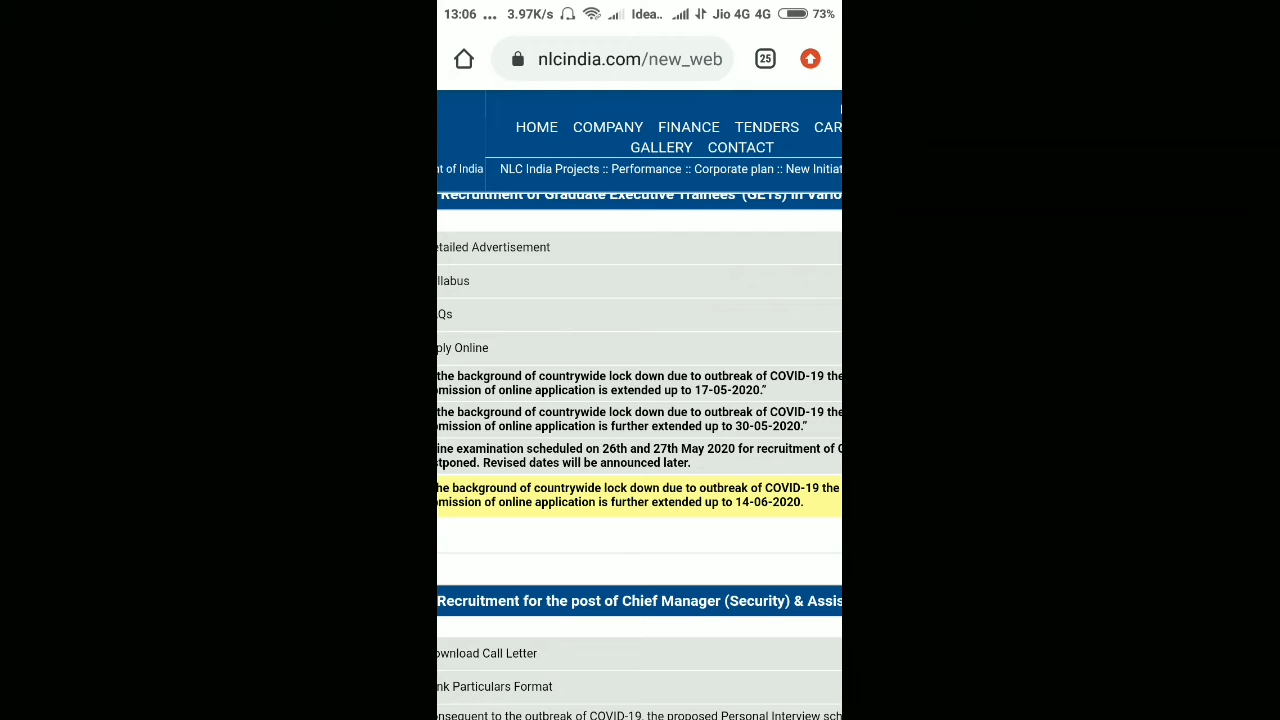 13:06 ... 3.97K/s Idea.. Jio 4G 4G 73%
nlcindia.com/new_web 25
HOME COMPANY FINANCE TENDERS CAR
GALLERY CONTACT
nt of India NLC India Projects :: Performance :: Corporate plan :: New Initiat
Recruitment of Graduate Executive Trainees (GETs) in Vario
etailed Advertisement
llabus
Qs
ply Online
the background of countrywide lock down due to outbreak of COVID-19 the
mission of online application is extended up to 17-05-2020.”
the background of countrywide lock down due to outbreak of COVID-19 the
mission of online application is further extended up to 30-05-2020.”
ine examination scheduled on 26th and 27th May 2020 for recruitment of G
tponed. Revised dates will be announced later.
he background of countrywide lock down due to outbreak of COVID-19 the
mission of online application is further extended up to 14-06-2020.
Recruitment for the post of Chief Manager (Security) & Assis
ownload Call Letter
nk Particulars Format
onsequent to the outbreak of COVID-19, the proposed Personal Interview sch